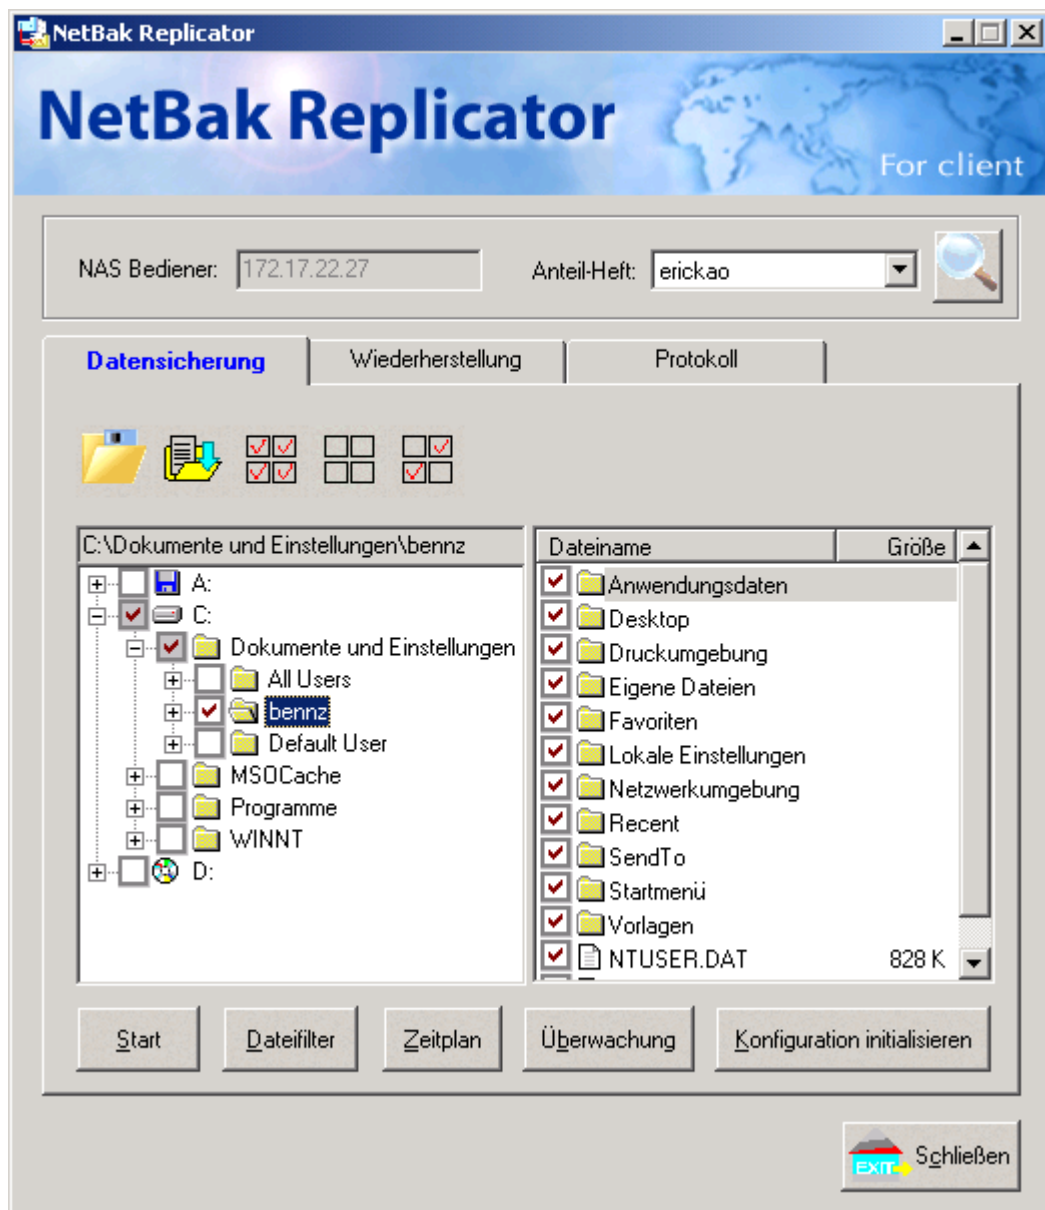 NetBak Replicator
NetBak Replicator
For client
NAS Bediener: 172.17.22.27 Anteil-Heft: erickao
Datensicherung Wiederherstellung Protokoll
C:\Dokumente und Einstellungen\bennz
A:
C:
Dokumente und Einstellungen
All Users
bennz
Default User
MSOCache
Programme
WINNT
D:
Dateiname Größe
Anwendungsdaten
Desktop
Druckumgebung
Eigene Dateien
Favoriten
Lokale Einstellungen
Netzwerkumgebung
Recent
SendTo
Startmenü
Vorlagen
NTUSER.DAT 828 K
Start Dateifilter Zeitplan Überwachung Konfiguration initialisieren
EXIT Schließen